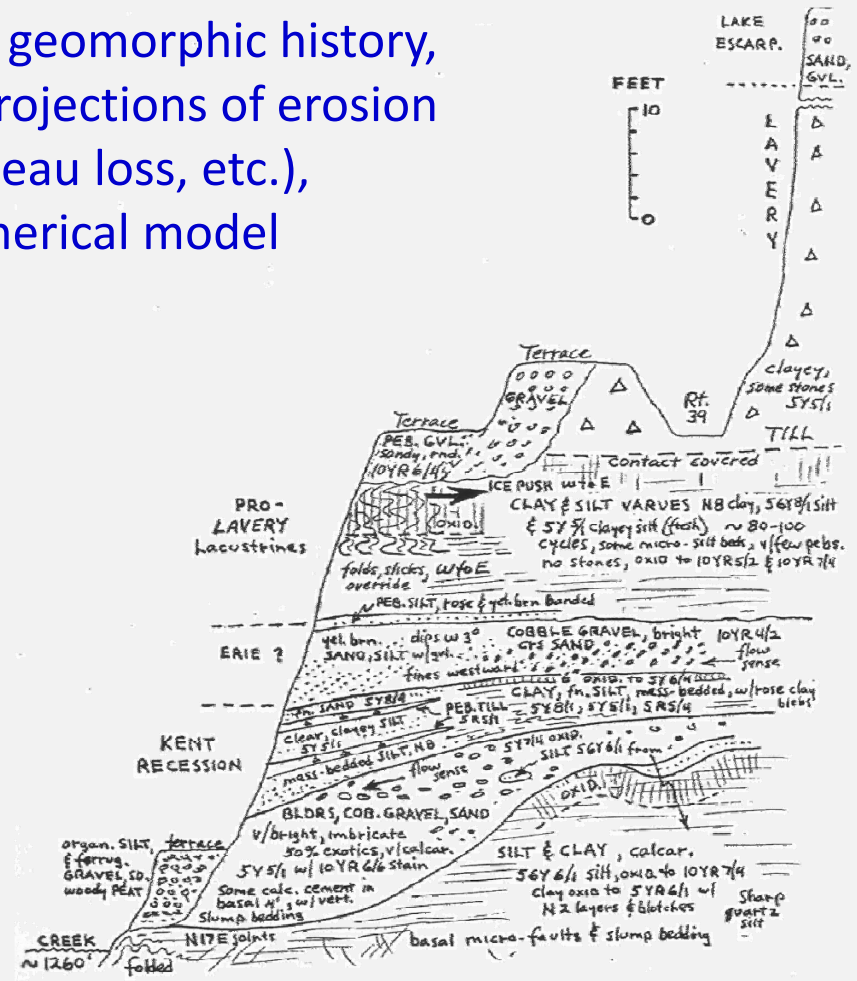 geomorphic history,
rojections of erosion
eau loss, etc.),
nerical model
LAKE
ESCARP.
SAND,
GVL.
FEET
10
0
LAVERY
clayey,
some stones
5Y5/1
TILL
Rt.
39
Terrace
GRAVEL
Terrace
PEB. GVL.
sandy, rnd.
10YR6/4
contact covered
ICE PUSH W to E
OXID.
CLAY & SILT VARVES N8 clay, 5GY8/1 silt
& 5Y 5/1 clayey silt (fresh) ~ 80-100
cycles, some micro-silt beds, v/few pebs.
no stones, OXID to 10YR5/2 & 10YR 7/4
PRO-
LAVERY
Lacustrines
folds, slicks, W to E
override
PEB. SILT, rose & yel. brn banded
ERIE ?
yel. brn.
SAND, SILT w/grl.
dips W 3°
COBBLE GRAVEL, bright 10YR 4/2
CTS SAND
flow
sense
fines westward
OXID. TO 5Y6/4
CLAY, fn. SILT, mass-bedded, w/rose clay
blebs
5Y8/1, 5Y5/1, 5R5/4
fn. SAND 5Y8/4
PEB. TILL
5R5/1
clear, clayey SILT
5Y5/1
mass-bedded SILT, N8
KENT
RECESSION
5Y7/4 OXID.
SILT 5GY6/1 from
flow
sense
OXID.
BLDRS, COB. GRAVEL, SAND
v/bright, imbricate
50% exotics, v/calcar.
5Y5/1 w/ 10YR6/6 stain
Some calc. cement in
basal 4', w/vert.
Slump bedding
organ. SILT,
& ferrug.
GRAVEL, SD.
woody PEAT
terrace
SILT & CLAY, calcar.
5GY 6/1 silt, OXID to 10YR 7/4
clay oxid to 5YR6/1 w/
N2 layers & blotches
Sharp
quartz
silt
CREEK
~ 1260'
folded
N17E joints
basal micro-faults & slump bedding